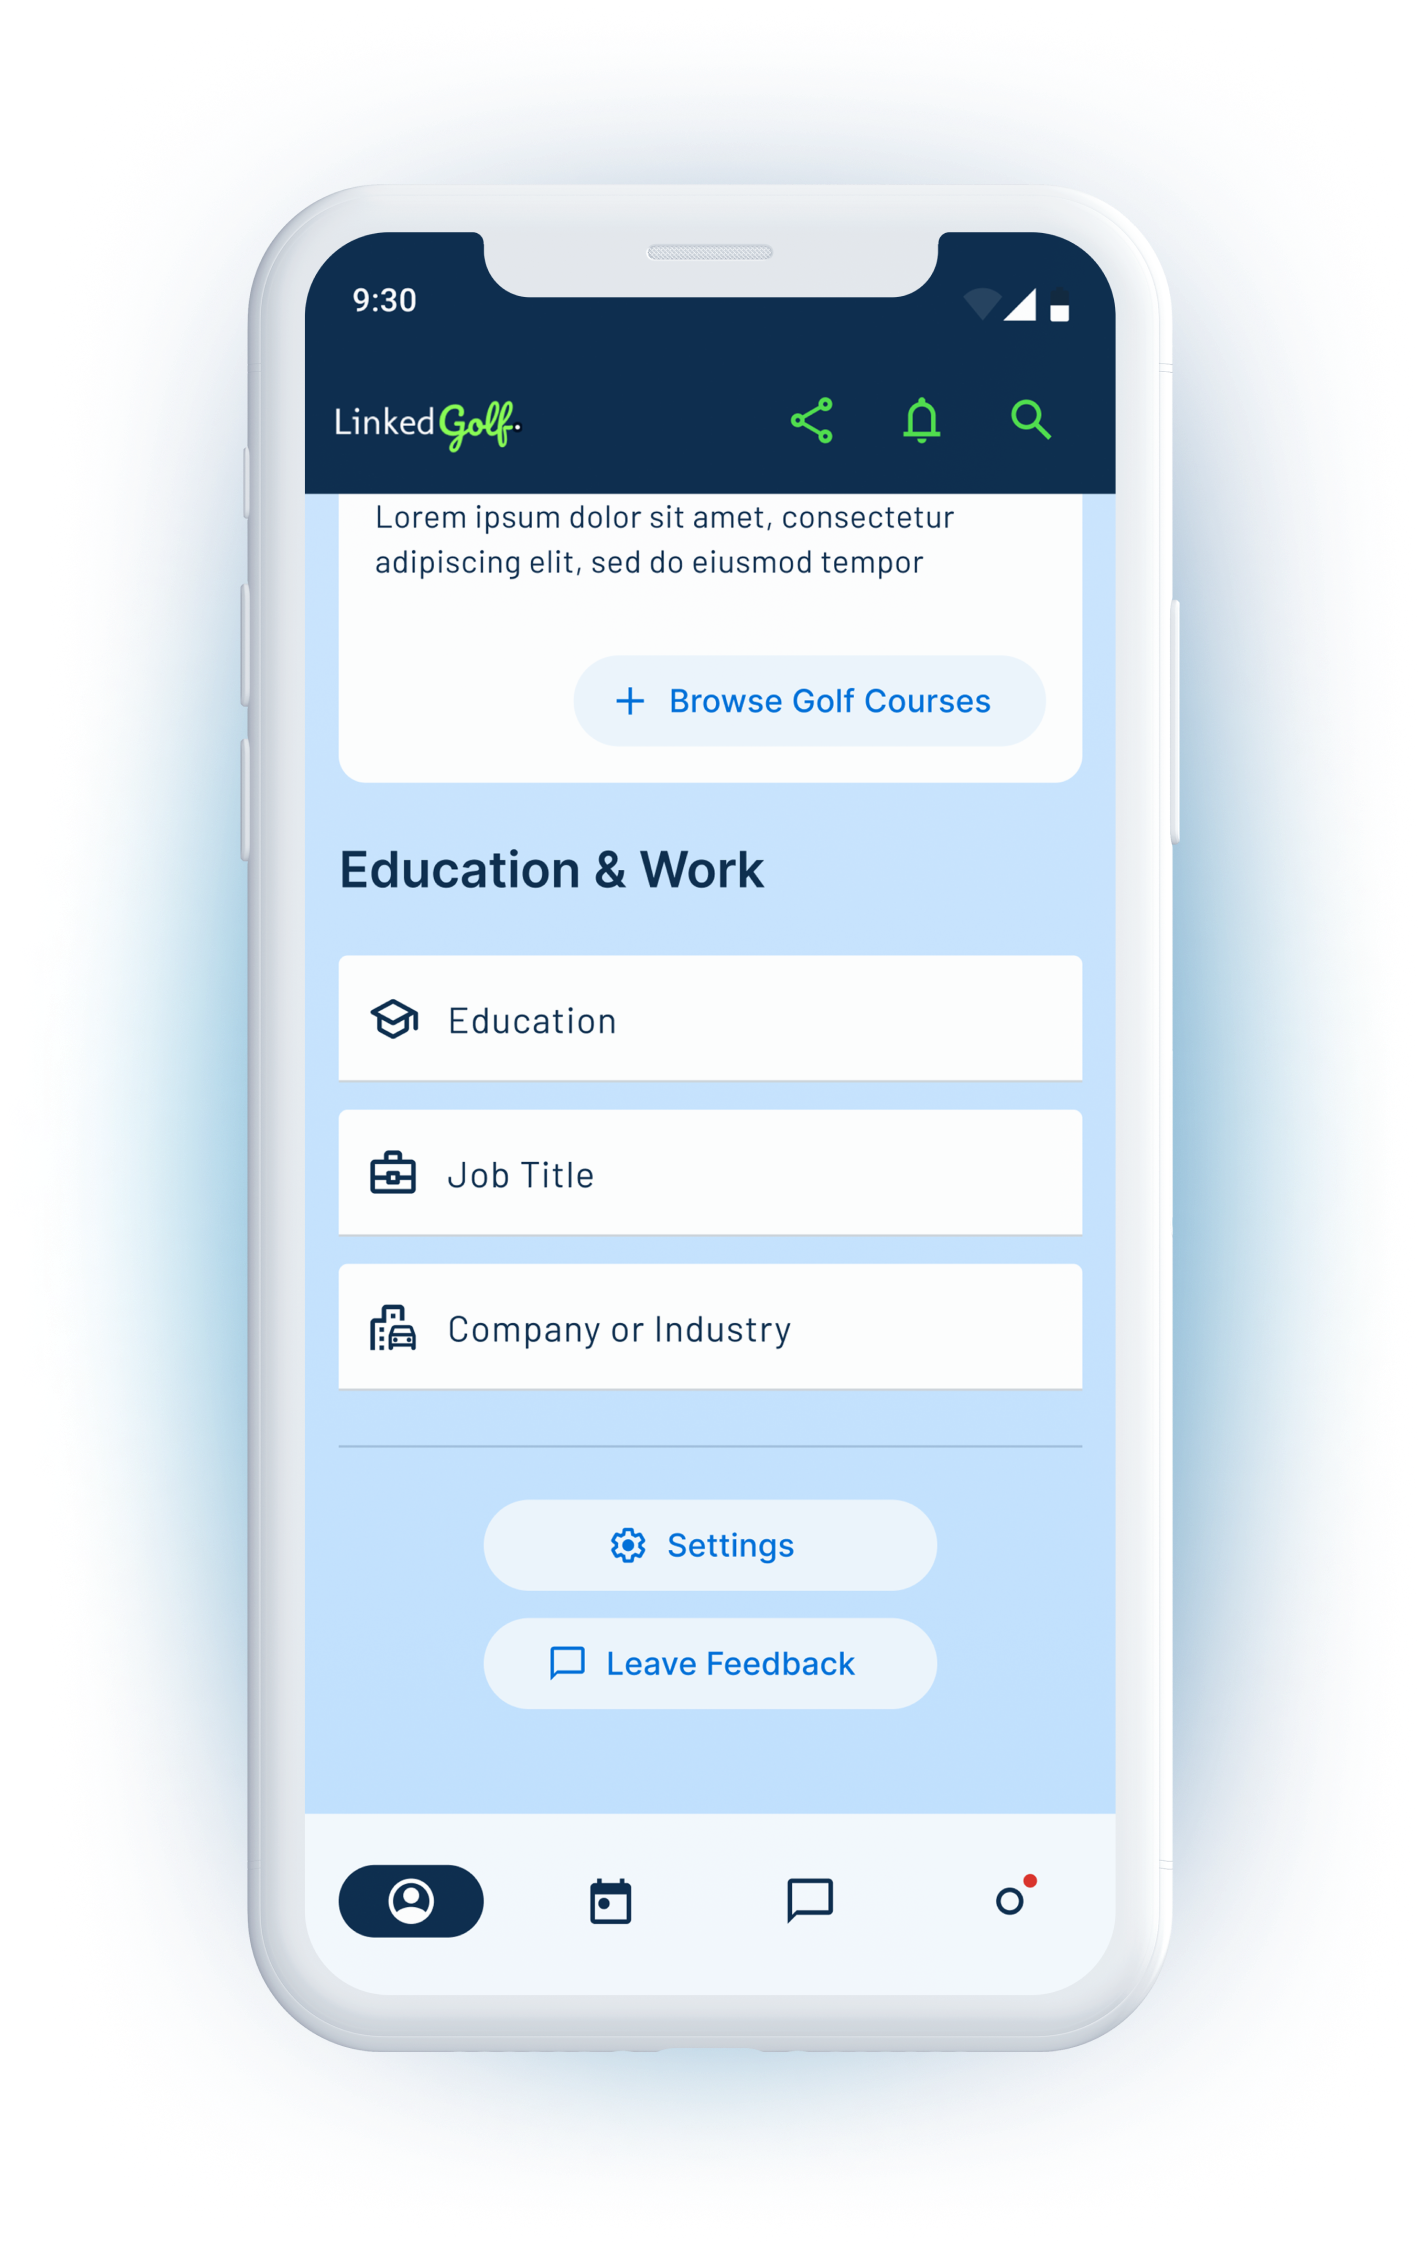 9:30
LinkedGolf.
Lorem ipsum dolor sit amet, consectetur
adipiscing elit, sed do eiusmod tempor
Browse Golf Courses
Education & Work
Education
Job Title
Company or Industry
Settings
Leave Feedback